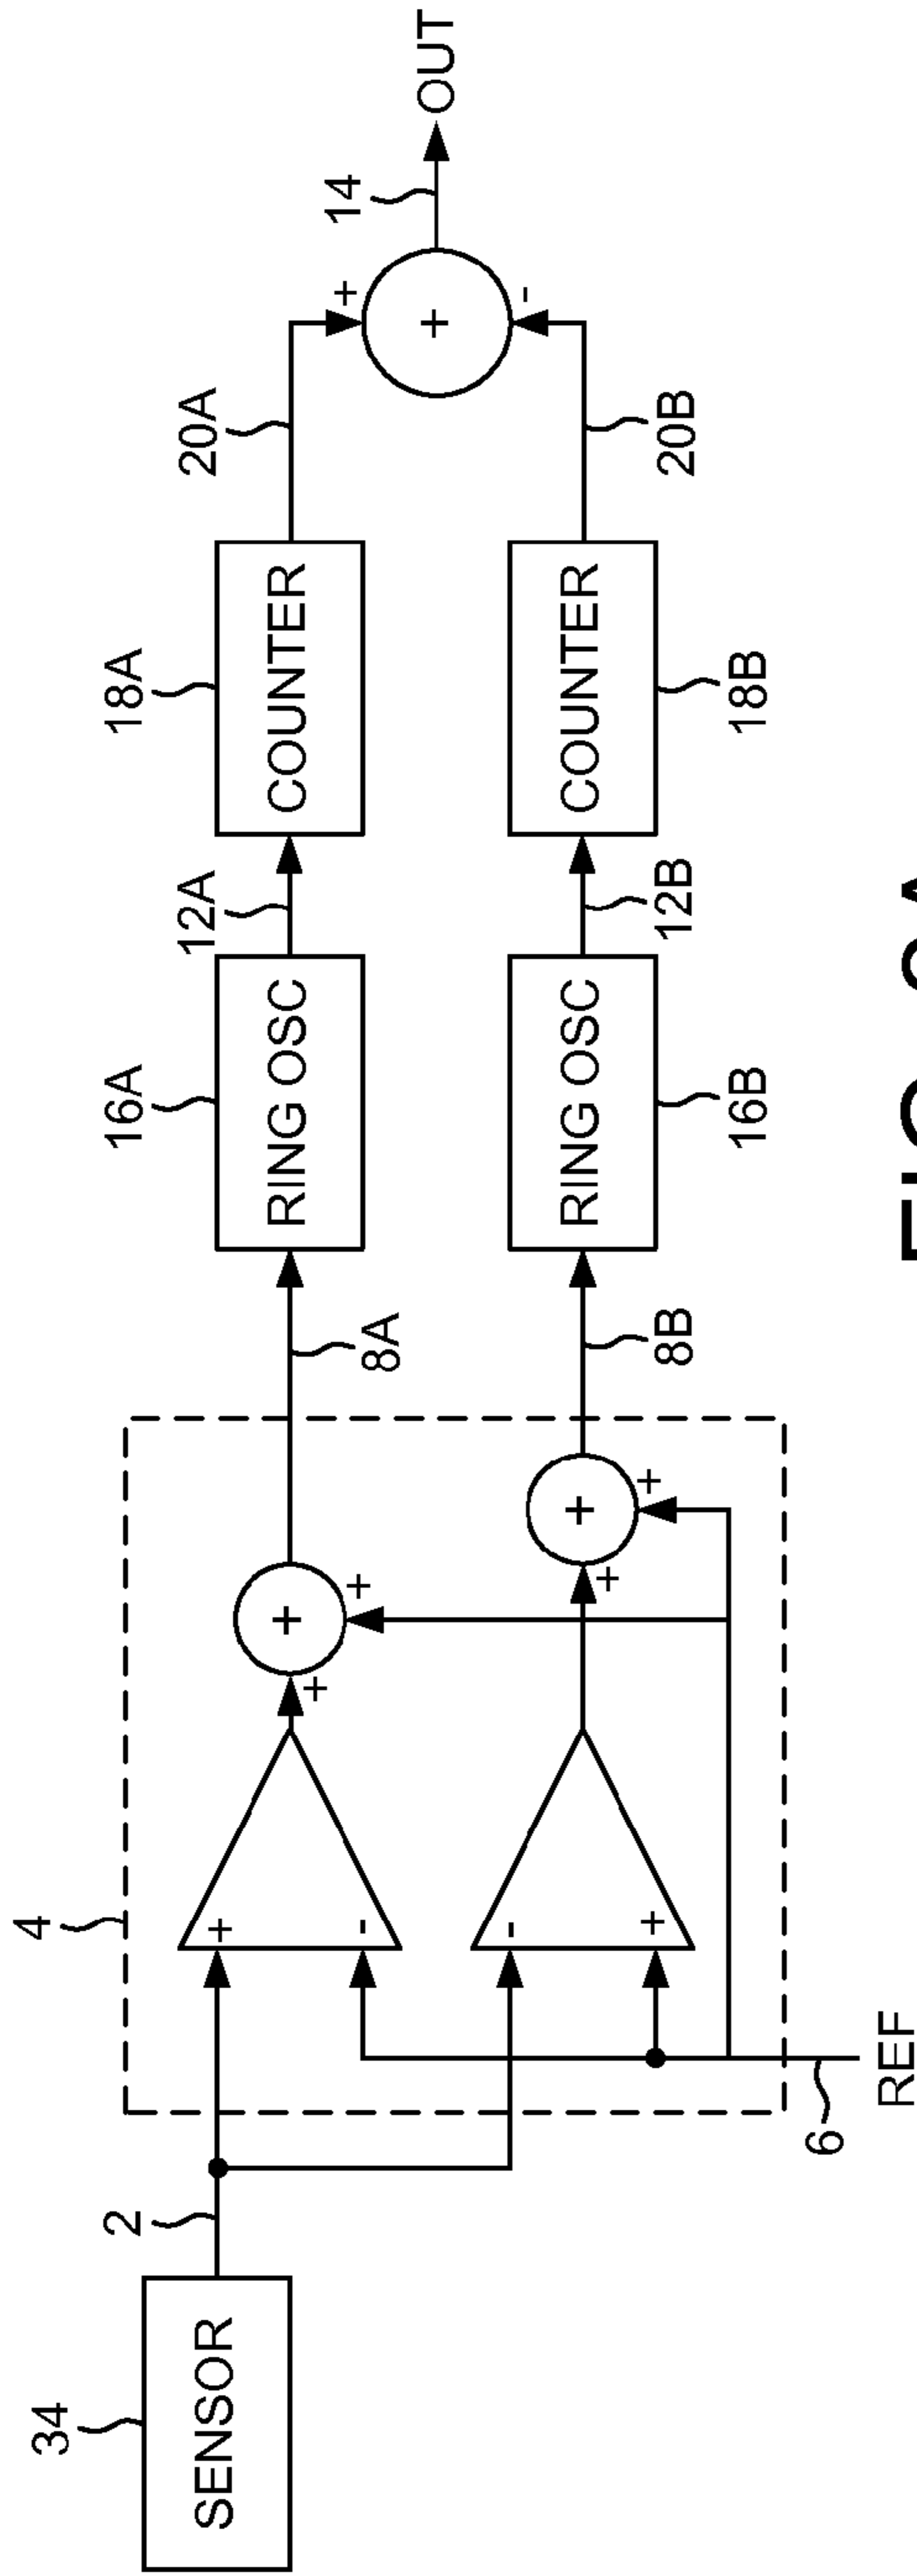 34
SENSOR
2
4
+
-
-
+
6
REF
+
+
+
+
+
+
8A
8B
16A
RING OSC
RING OSC
16B
12A
12B
18A
COUNTER
COUNTER
18B
20A
20B
+
+
-
14
OUT